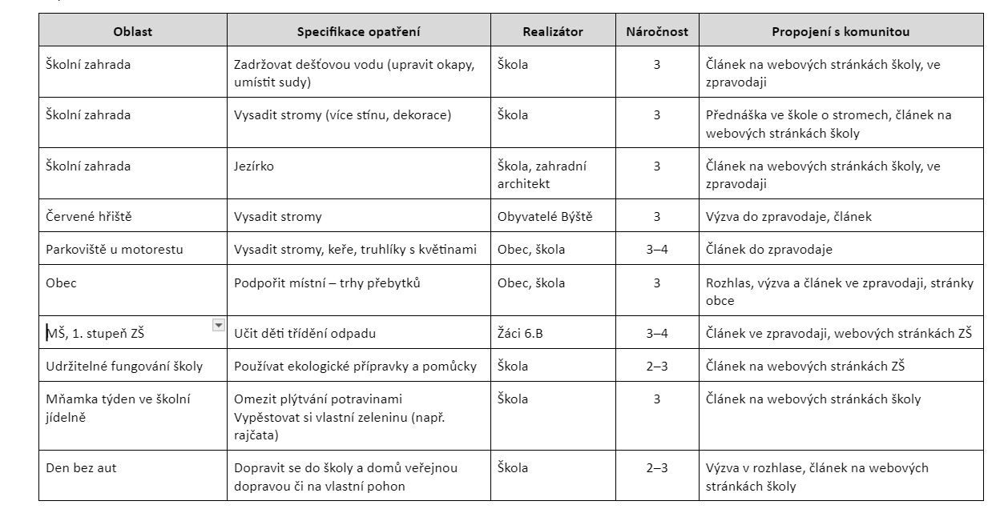 Oblast Specifikace opatření Realizátor Náročnost Propojení s komunitou
Školní zahrada Zadržovat dešťovou vodu (upravit okapy, Škola 3 Článek na webových stránkách školy, ve
umístit sudy) zpravodaji
Školní zahrada Vysadit stromy (více stínu, dekorace) Škola 3 Přednáška ve škole o stromech, článek na
webových stránkách školy
Školní zahrada Jezírko Škola, zahradní 3 Článek na webových stránkách školy, ve
architekt zpravodaji
Červené hřiště Vysadit stromy Obyvatelé Býště 3 Výzva do zpravodaje, článek
Parkoviště u motorestu Vysadit stromy, keře, truhlíky s květinami Obec, škola 3–4 Článek do zpravodaje
Obec Podpořit místní – trhy přebytků Obec, škola 3 Rozhlas, výzva a článek ve zpravodaji, stránky
obce
MŠ, 1. stupeň ZŠ Učit děti třídění odpadu Žáci 6.B 3–4 Článek ve zpravodaji, webových stránkách ZŠ
Udržitelné fungování školy Používat ekologické přípravky a pomůcky Škola 2–3 Článek na webových stránkách ZŠ
Mňamka týden ve školní Omezit plýtvání potravinami Škola 3 Článek na webových stránkách školy
jídelně Vypěstovat si vlastní zeleninu (např.
rajčata)
Den bez aut Dopravit se do školy a domů veřejnou Škola 2–3 Výzva v rozhlase, článek na webových
dopravou či na vlastní pohon stránkách školy